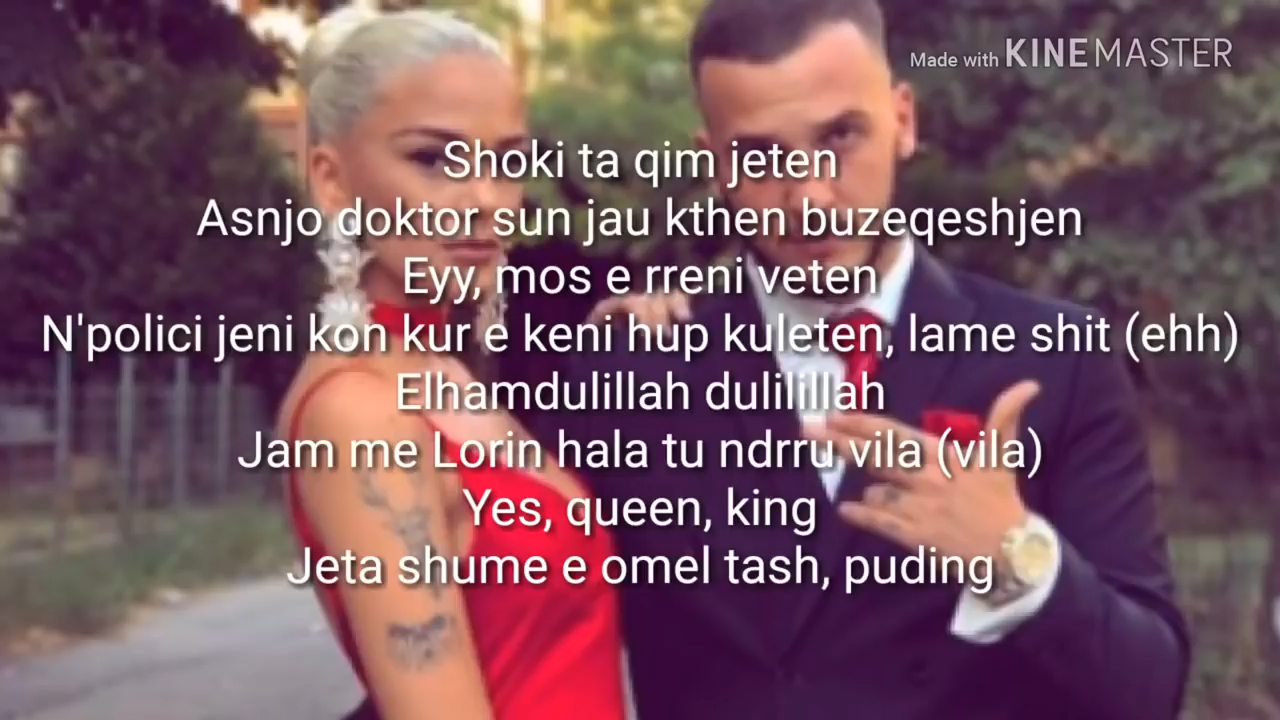 Made with KINEMASTER
Shoki ta qim jeten
Asnjo doktor sun jau kthen buzeqeshjen
Eyy, mos e rreni veten
N'polici jeni kon kur e keni hup kuleten, lame shit (ehh)
Elhamdulillah dulilillah
Jam me Lorin hala tu ndrru vila (vila)
Yes, queen, king
Jeta shume e omel tash, puding